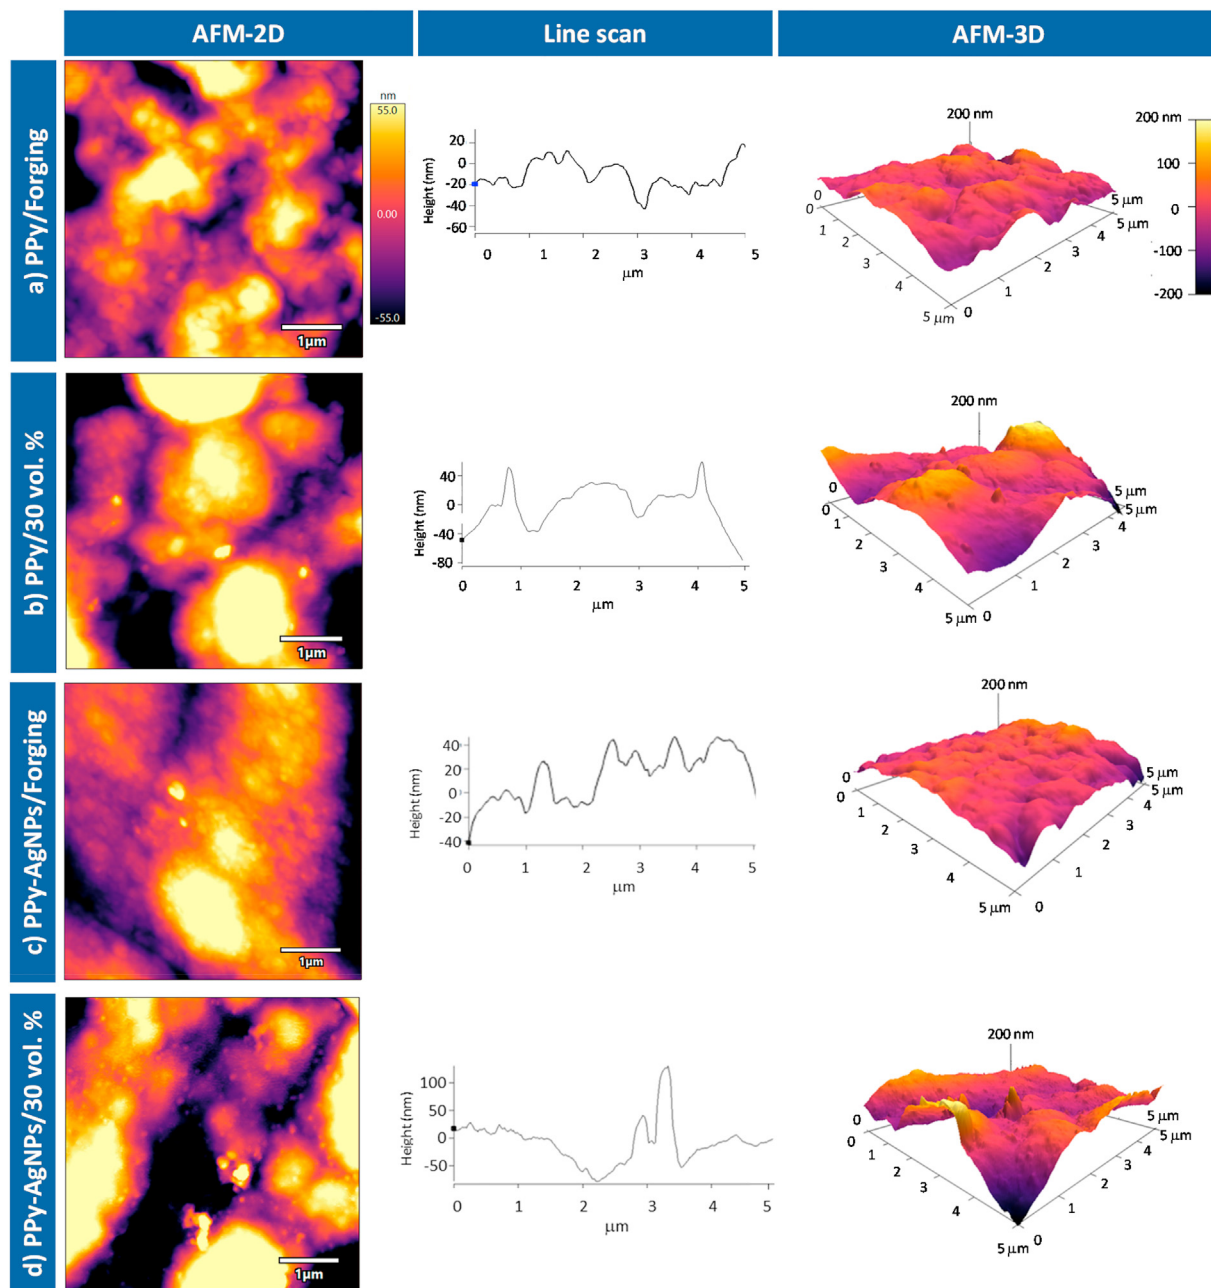 AFM-2D
Line scan
AFM-3D
a) PPy/Forging
nm
55.0
0.00
-55.0
1µm
Height (nm)
20
0
-20
-40
-60
0
1
2
3
4
5
µm
200 nm
0
0
1
2
3
4
5 µm
0
1
2
3
4
5 µm
5 µm
200 nm
100
0
-100
-200
b) PPy/30 vol. %
1µm
Height (nm)
40
0
-40
-80
0
1
2
3
4
5
µm
200 nm
0
0
1
2
3
4
5 µm
0
1
2
3
4
5 µm
5 µm
c) PPy-AgNPs/Forging
1µm
Height (nm)
40
20
0
-20
-40
0
1
2
3
4
5
µm
200 nm
0
0
1
2
3
4
5 µm
0
1
2
3
4
5 µm
5 µm
d) PPy-AgNPs/30 vol. %
1µm
Height (nm)
100
50
0
-50
0
1
2
3
4
5
µm
200 nm
0
0
1
2
4
5 µm
0
1
2
3
4
5 µm
5 µm